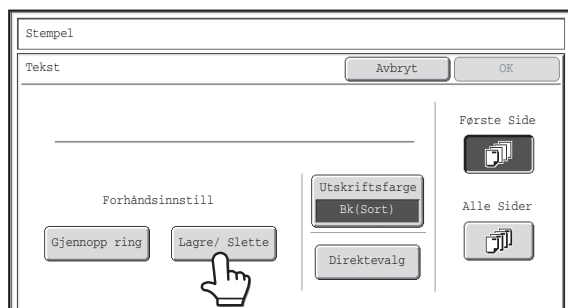 Stempel
Tekst
Avbryt
OK
Første Side
Utskriftsfarge
Bk(Sort)
Forhåndsinnstill
Alle Sider
Gjennopp ring
Lagre/ Slette
Direktevalg